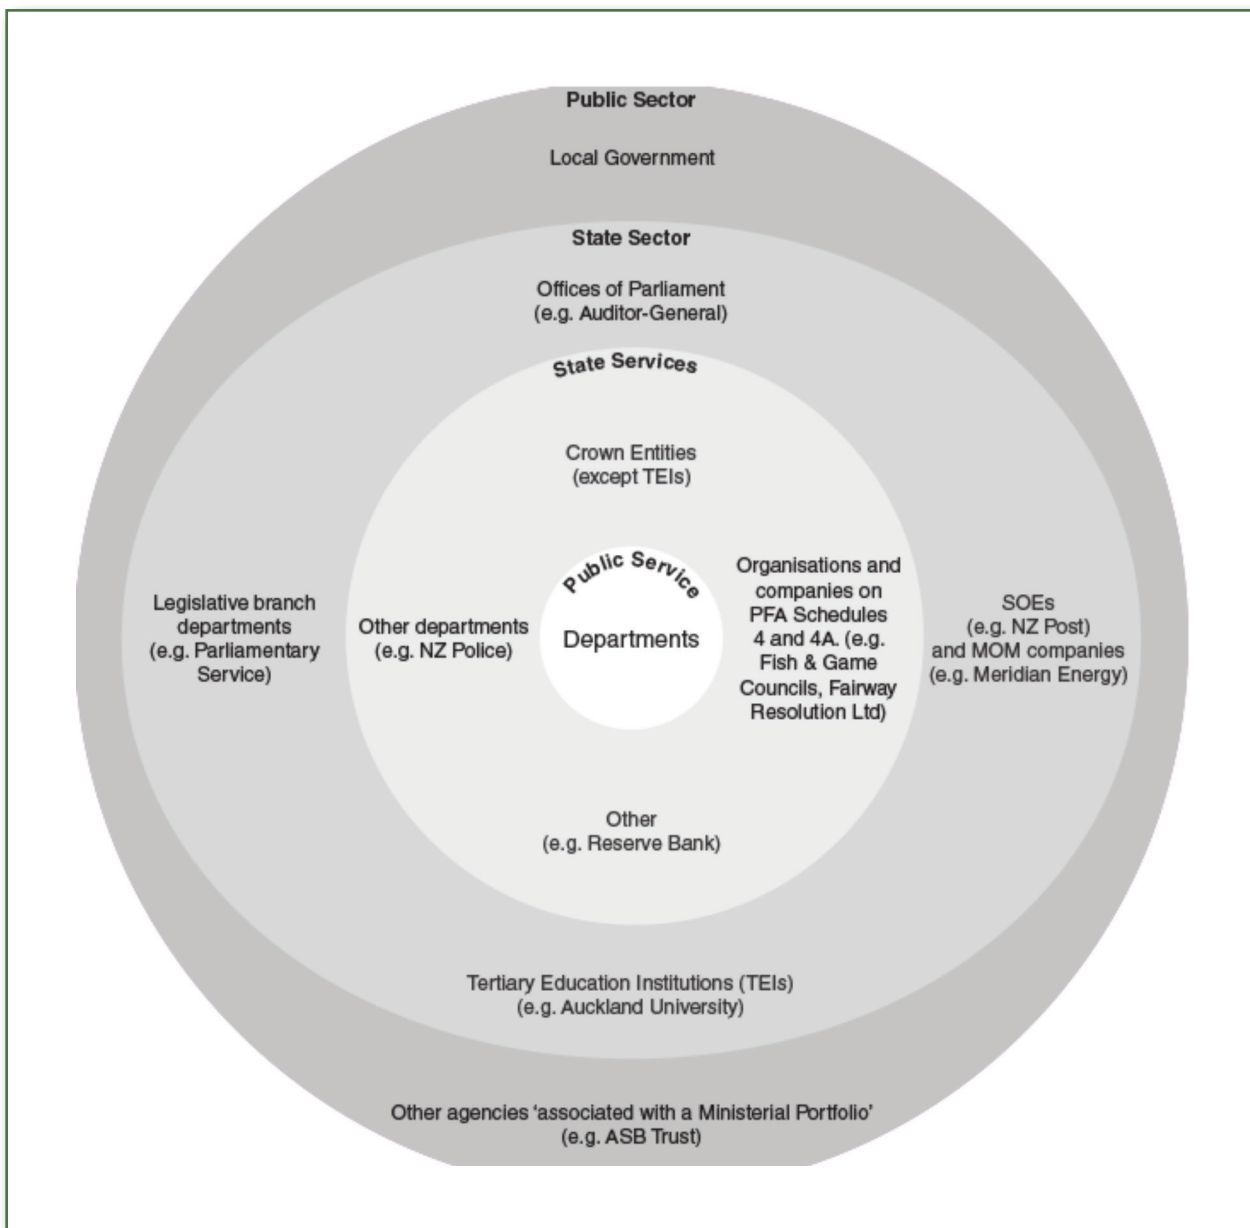 Public Sector
Local Government
State Sector
Offices of Parliament
(e.g. Auditor-General)
State Services
Crown Entities
(except TEIs)
Public Service
Departments
Legislative branch
departments
(e.g. Parliamentary
Service)
Other departments
(e.g. NZ Police)
Organisations and
companies on
PFA Schedules
4 and 4A. (e.g.
Fish & Game
Councils, Fairway
Resolution Ltd)
SOEs
(e.g. NZ Post)
and MOM companies
(e.g. Meridian Energy)
Other
(e.g. Reserve Bank)
Tertiary Education Institutions (TEIs)
(e.g. Auckland University)
Other agencies ‘associated with a Ministerial Portfolio’
(e.g. ASB Trust)